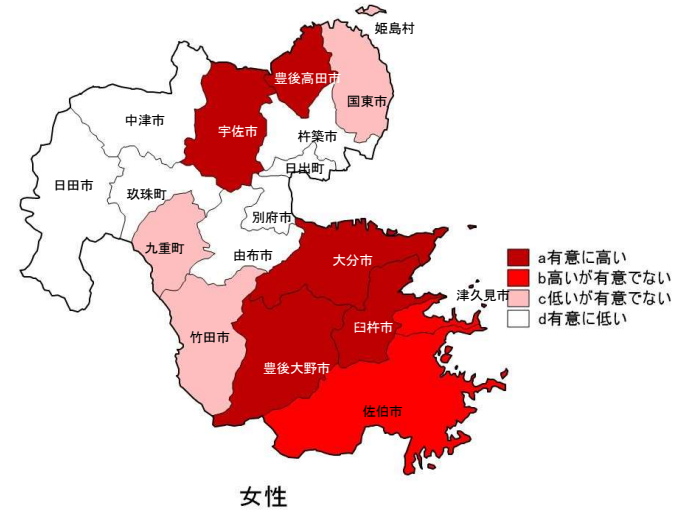 姫島村
豊後高田市
国東市
中津市
宇佐市
杵築市
日出町
日田市
玖珠町
別府市
九重町
由布市
大分市
a有意に高い
b高いが有意でない
c低いが有意でない
d有意に低い
津久見市
臼杵市
竹田市
豊後大野市
佐伯市
女性